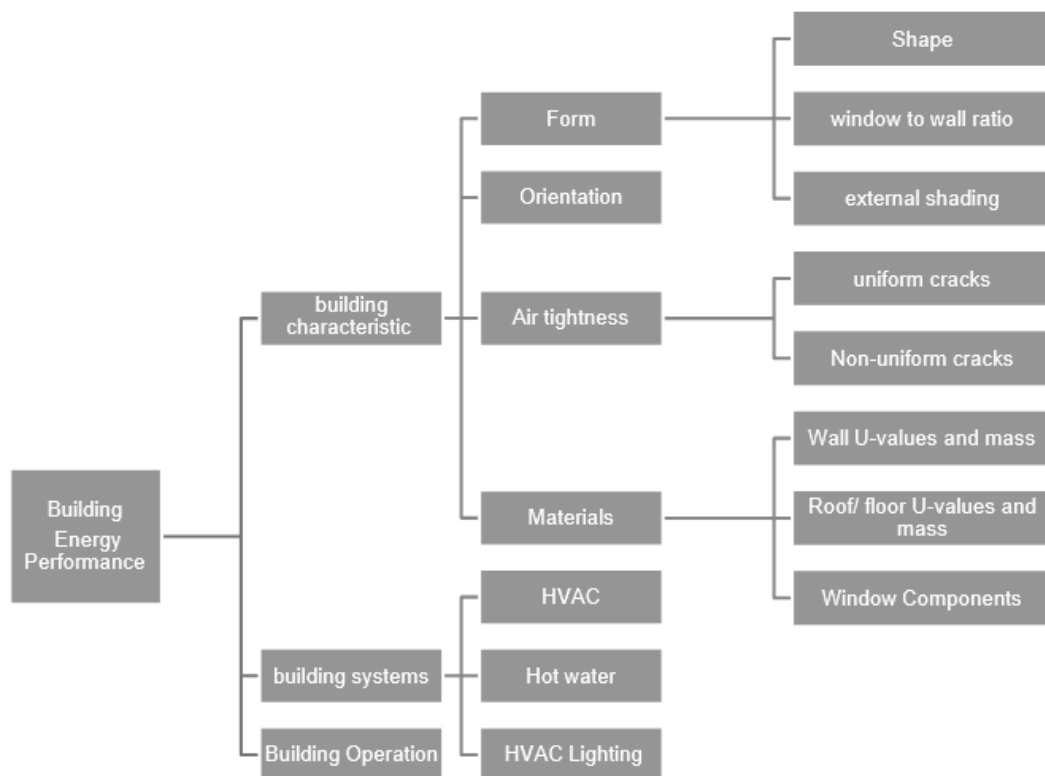 Shape
Form
window to wall ratio
Orientation
external shading
building
characteristic
Air tightness
uniform cracks
Non-uniform cracks
Wall U-values and mass
Building
Energy
Performance
Materials
Roof/ floor U-values and
mass
HVAC
Window Components
building systems
Hot water
Building Operation
HVAC Lighting